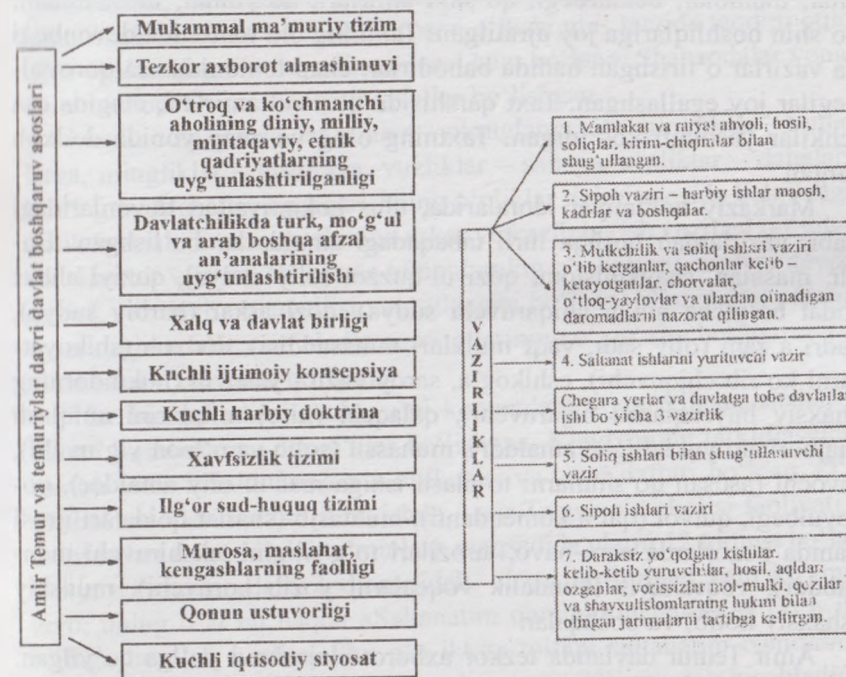 Amir Temur va temuriylar davri davlat boshqaruv asoslari
Mukammal ma’muriy tizim
Tezkor axborot almashinuvi
O‘troq va ko‘chmanchi
aholining diniy, milliy,
mintaqaviy, etnik
qadriyatlarning
uyg‘unlashtirilganligi
Davlatchilikda turk, mo‘g‘ul
va arab boshqa afzal
an’analarining
uyg‘unlashtirilishi
Xalq va davlat birligi
Kuchli ijtimoiy konsepsiya
Kuchli harbiy doktrina
Xavfsizlik tizimi
Ilg‘or sud-huquq tizimi
Murosa, maslahat,
kengashlarning faolligi
Qonun ustuvorligi
Kuchli iqtisodiy siyosat
VAZIRLIKLAR
1. Mamlakat va raiyat ahvoli, hosil,
soliqlar, kirim-chiqimlar bilan
shug‘ullangan.
2. Sipoh vaziri – harbiy ishlar maosh,
kadrlar va boshqalar.
3. Mulkchilik va soliq ishlari vaziri
o‘lib ketganlar, qachonlar kelib –
ketayotganlar, chorvalar,
o‘tloq-yaylovlar va ulardan olinadigan
daromadlarni nazorat qilingan.
4. Saltanat ishlarini yurituvchi vazir
Chegara yerlar va davlatga tobe davlatlar
ishi bo‘yicha 3 vazirlik
5. Soliq ishlari bilan shug‘ullanuvchi
vazir
6. Sipoh ishlari vaziri
7. Daraksiz yo‘qolgan kishilar,
kelib-ketib yuruvchilar, hosil, aqldan
ozganlar, vorissizlar mol-mulki, qozilar
va shayxulislomlarning hukmi bilan
olingan jarimalarni tartibga keltirgan.